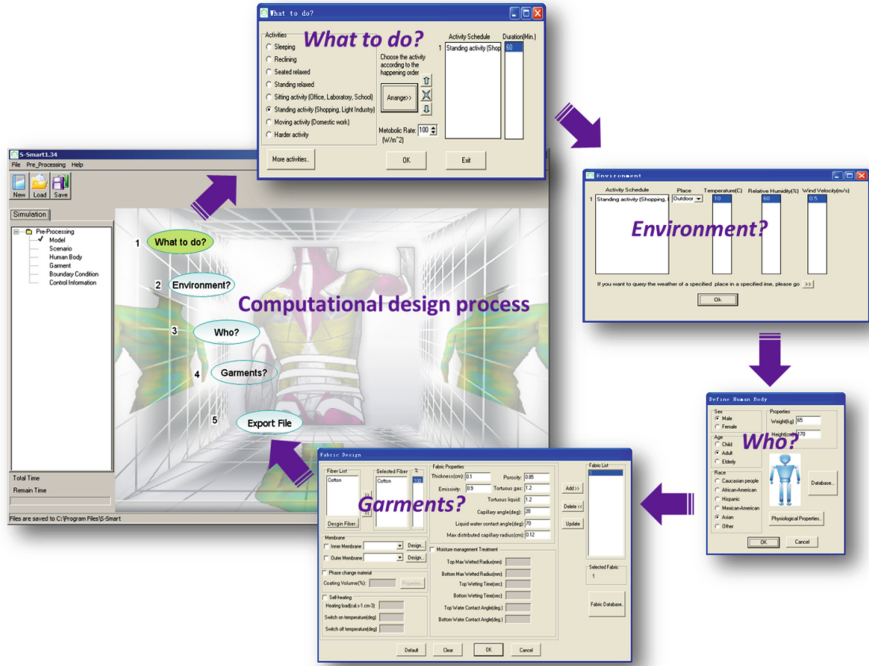 What to do?
Activities
Sleeping
Reclining
Seated relaxed
Standing relaxed
Sitting activity (Office, Laboratory, School)
Standing activity (Shopping, Light Industry)
Moving activity (Domestic work)
Harder activity
More activities..
What to do?
Choose the activity
according to the
happening order
Arrange>>
Metobolic Rate: 100
(W/m^2)
OK
Exit
Activity Schedule
Duration(Min.)
1 Standing activity (Shop 60
S-Smart1.34
File Pre_Processing Help
New Load Save
Simulation
Pre-Processing
Model
Scenario
Human Body
Garment
Boundary Condition
Control Information
Total Time
Remain Time
Files are saved to C:\Program Files\S-Smart
1 What to do?
2 Environment?
Computational design process
3 Who?
4 Garments?
5 Export File
Environment
Activity Schedule Place Temperature(C) Relative Humidity(%) Wind Velocity(m/s)
1 Standing activity (Shopping, Outdoor 10 60 0.5
Environment?
If you want to query the weather of a specified place in a specified ime, please go >>
Ok
Define Human Body
Sex
Male
Female
Age
Child
Adult
Elderly
Race
Caucasian people
African-American
Hispanic
Mexican-American
Asian
Other
Properties
Weight(kg) 65
Height(cm) 170
Who?
Database..
Physiological Properties..
OK
Cancel
Fabric Design
Fiber List
Cotton
Desgin Fiber..
Selected Fiber %
Cotton 100
Garments?
Fabric Properties
Thickness(cm) 0.1
Porosity: 0.85
Emissivity: 0.9
Tortuous gas: 1.2
Tortuous liquid: 1.2
Capillary angle(deg): 20
Liquid water contact angle(deg) 70
Max distributed capillary radius(cm) 0.12
Add >>
Delete <<
Update
Fabric List
1
Selected Fabric:
1
Fabric Database..
Membrane
Inner Membrane Design..
Outer Membrane Design..
Phase change material
Coating Volume(%): Properties
Self-heating
Heating load(cal.s-1.cm-3)
Switch on temperature(deg)
Switch off temperature(deg)
Moisture management Treatment
Top Max Wetted Radius(mm)
Bottom Max Wetted Radius(mm)
Top Wetting Time(sec)
Bottom Wetting Time(sec)
Top Water Contact Angle(deg.)
Bottom Water Contact Angle(deg.)
Default
Clear
OK
Cancel